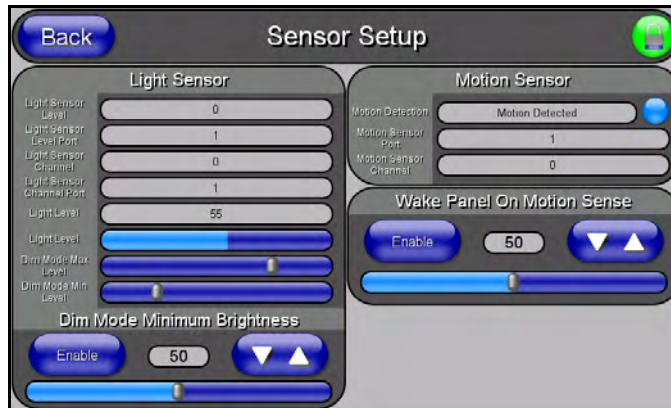 Back
Sensor Setup
Light Sensor
Light Sensor Level
0
Light Sensor Level Port
1
Light Sensor Channel
0
Light Sensor Channel Port
1
Light Level
55
Light Level
Dim Mode Max Level
Dim Mode Min Level
Dim Mode Minimum Brightness
Enable
50
Motion Sensor
Motion Detection
Motion Detected
Motion Sensor Port
1
Motion Sensor Channel
0
Wake Panel On Motion Sense
Enable
50